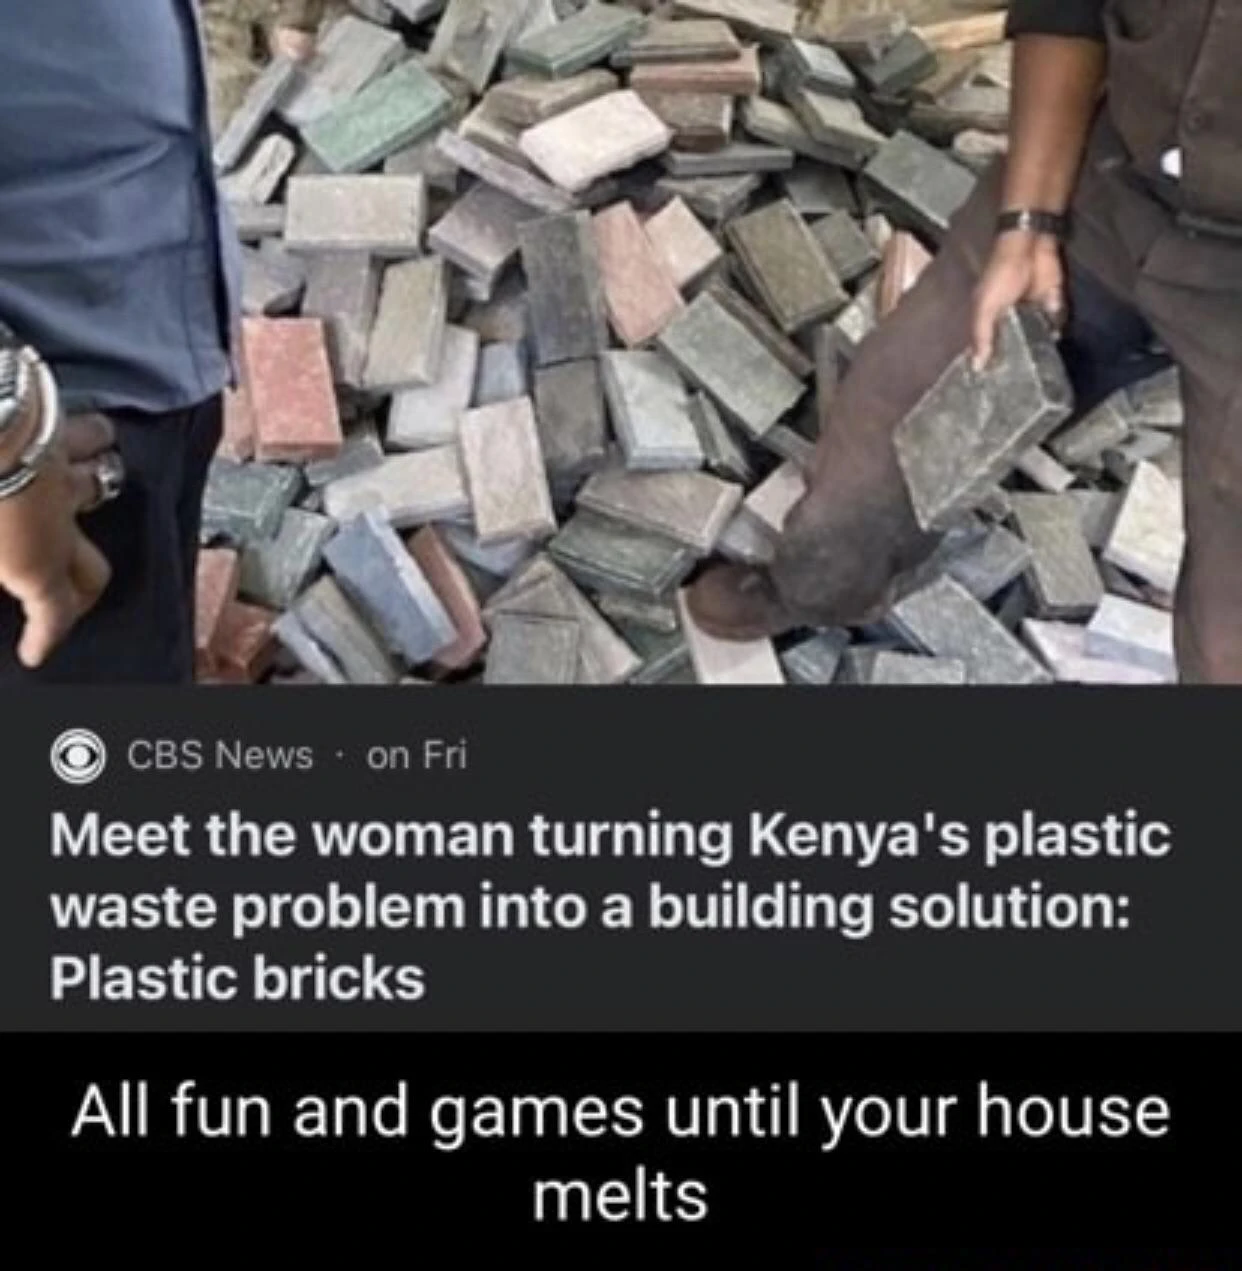 CBS News · on Fri
Meet the woman turning Kenya's plastic
waste problem into a building solution:
Plastic bricks
All fun and games until your house
melts